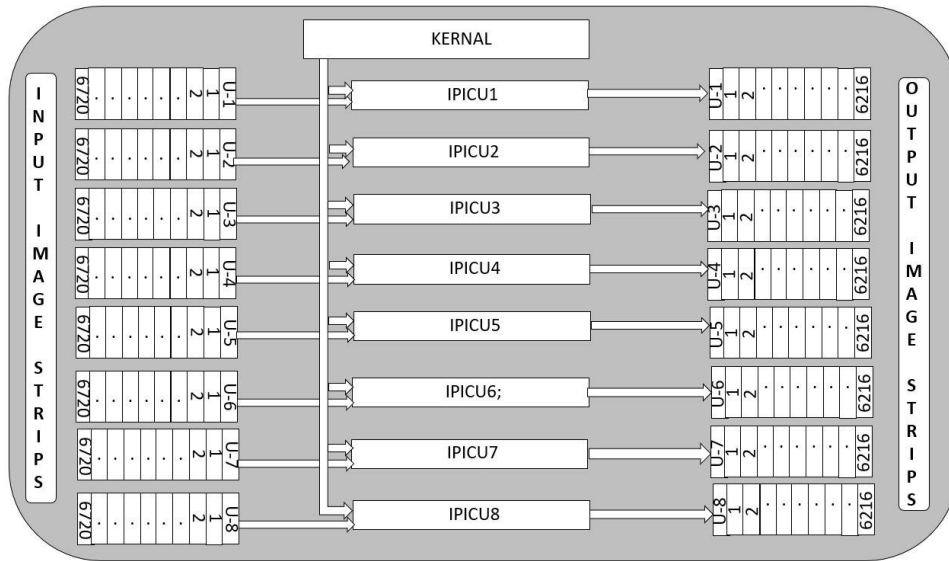 KERNAL
INPUT IMAGE STRIPS
6720 . . . . . . 2 1 U-1
IPICU1
U-1 1 2 . . . . . . 6216
6720 . . . . . . 2 1 U-2
IPICU2
U-2 1 2 . . . . . . 6216
6720 . . . . . . 2 1 U-3
IPICU3
U-3 1 2 . . . . . . 6216
6720 . . . . . . 2 1 U-4
IPICU4
U-4 1 2 . . . . . . 6216
6720 . . . . . . 2 1 U-5
IPICU5
U-5 1 2 . . . . . . 6216
6720 . . . . . . 2 1 U-6
IPICU6;
U-6 1 2 . . . . . . 6216
6720 . . . . . . 2 1 U-7
IPICU7
U-7 1 2 . . . . . . 6216
6720 . . . . . . 2 1 U-8
IPICU8
U-8 1 2 . . . . . . 6216
OUTPUT IMAGE STRIPS